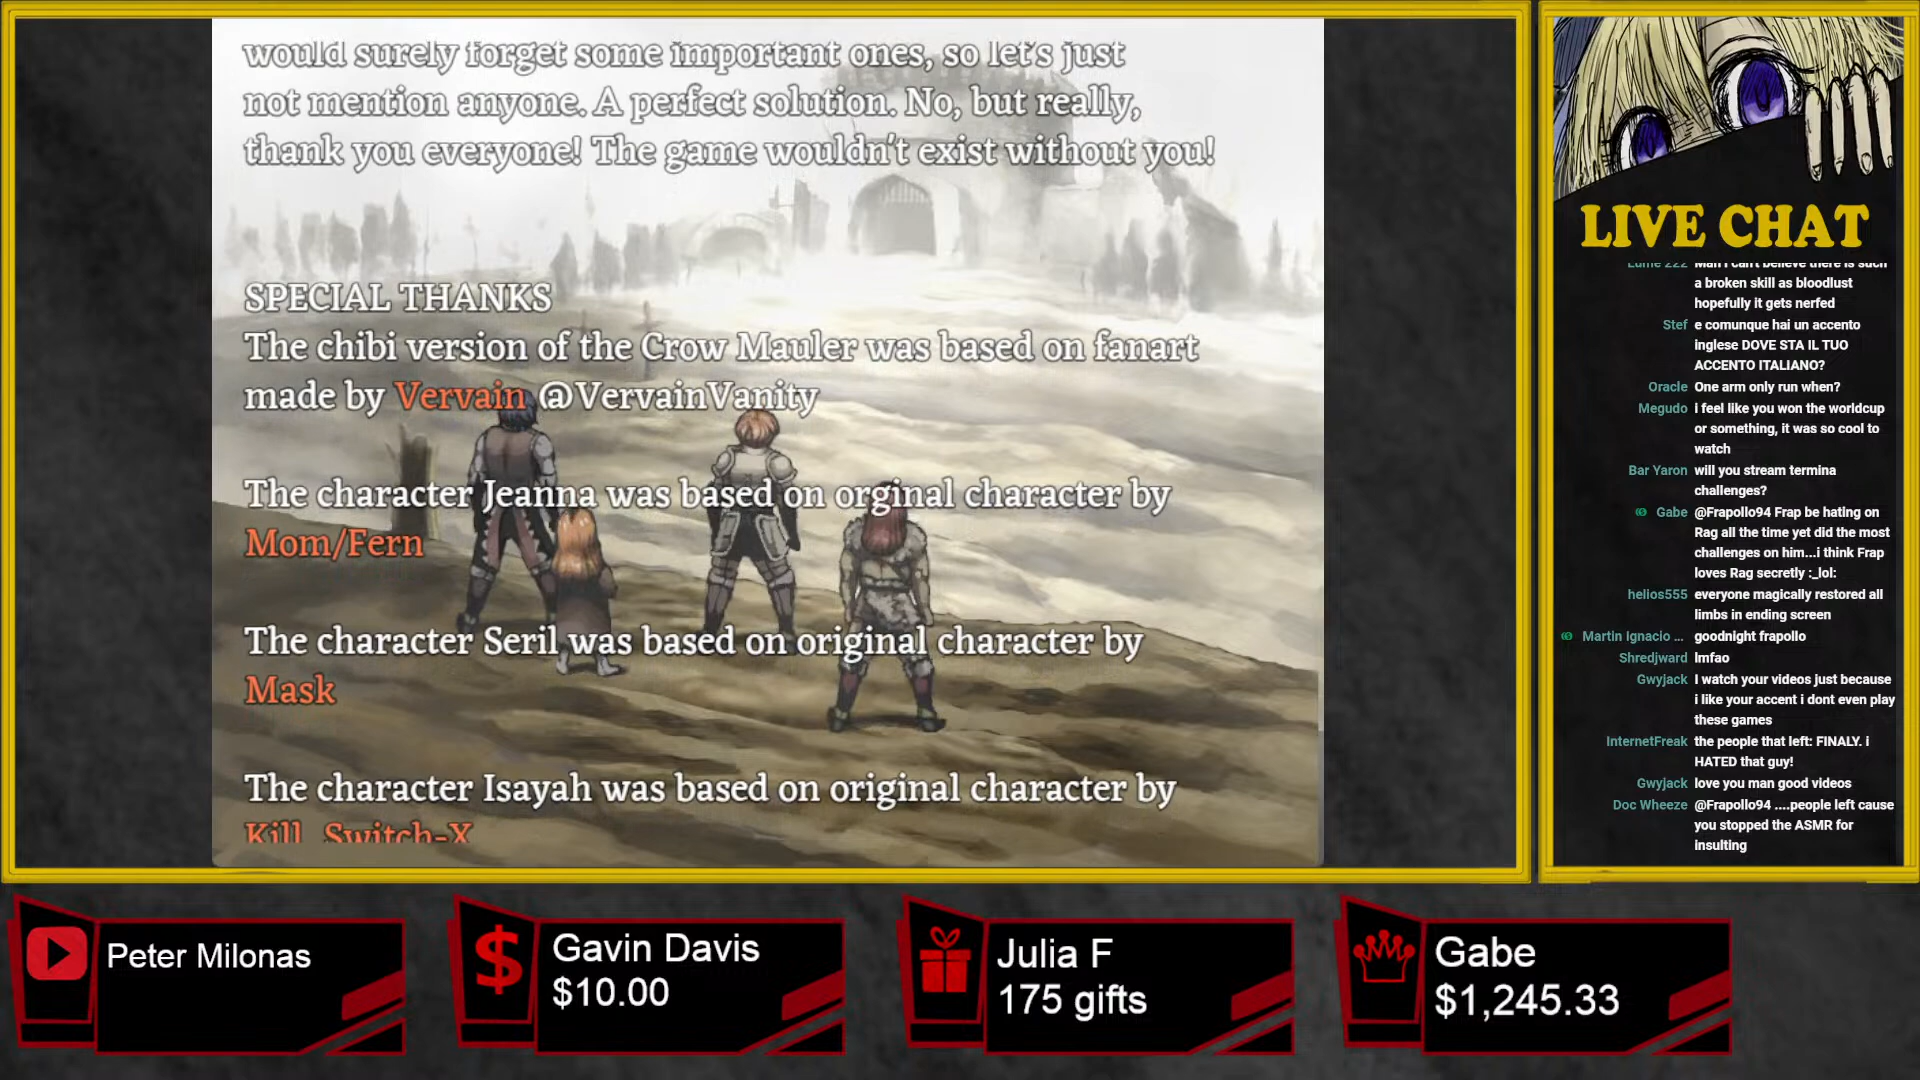 would surely forget some important ones, so let's just
not mention anyone. A perfect solution. No, but really,
thank you everyone! The game wouldn't exist without you!
SPECIAL THANKS
The chibi version of the Crow Mauler was based on fanart
made by Vervain @VervainVanity
The character Jeanna was based on orginal character by
Mom/Fern
The character Seril was based on original character by
Mask
The character Isayah was based on original character by
Kill_Switch-X
LIVE CHAT
Lume 222 Man I can't believe there is such
a broken skill as bloodlust
hopefully it gets nerfed
Stef e comunque hai un accento
inglese DOVE STA IL TUO
ACCENTO ITALIANO?
Oracle One arm only run when?
Megudo I feel like you won the worldcup
or something, it was so cool to
watch
Bar Yaron will you stream termina
challenges?
Gabe @Frapollo94 Frap be hating on
Rag all the time yet did the most
challenges on him...i think Frap
loves Rag secretly :_lol:
helios555 everyone magically restored all
limbs in ending screen
Martin Ignacio ... goodnight frapollo
Shredjward lmfao
Gwyjack I watch your videos just because
i like your accent i dont even play
these games
InternetFreak the people that left: FINALY. i
HATED that guy!
Gwyjack love you man good videos
Doc Wheeze @Frapollo94 ....people left cause
you stopped the ASMR for
insulting
Peter Milonas
$
Gavin Davis
$10.00
Julia F
175 gifts
Gabe
$1,245.33